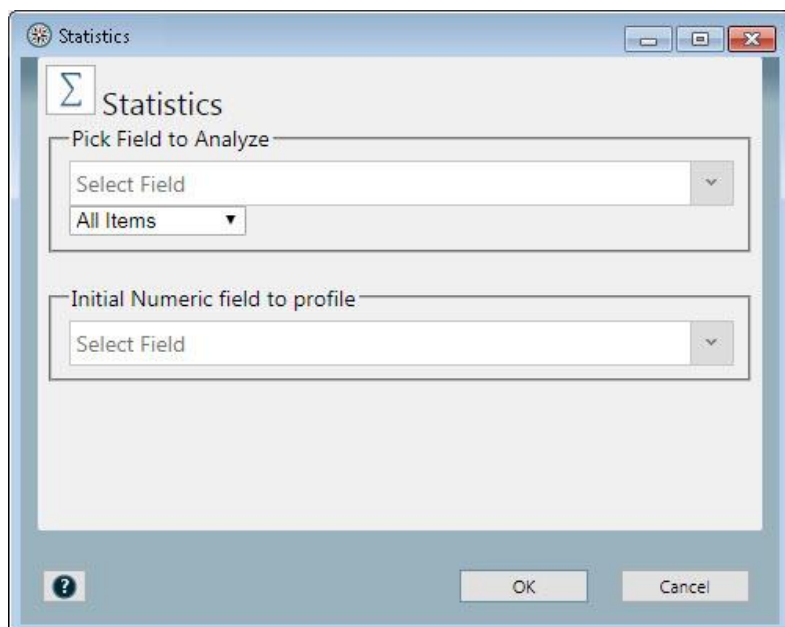 Statistics
Σ Statistics
Pick Field to Analyze
Select Field
All Items
Initial Numeric field to profile
Select Field
?
OK Cancel